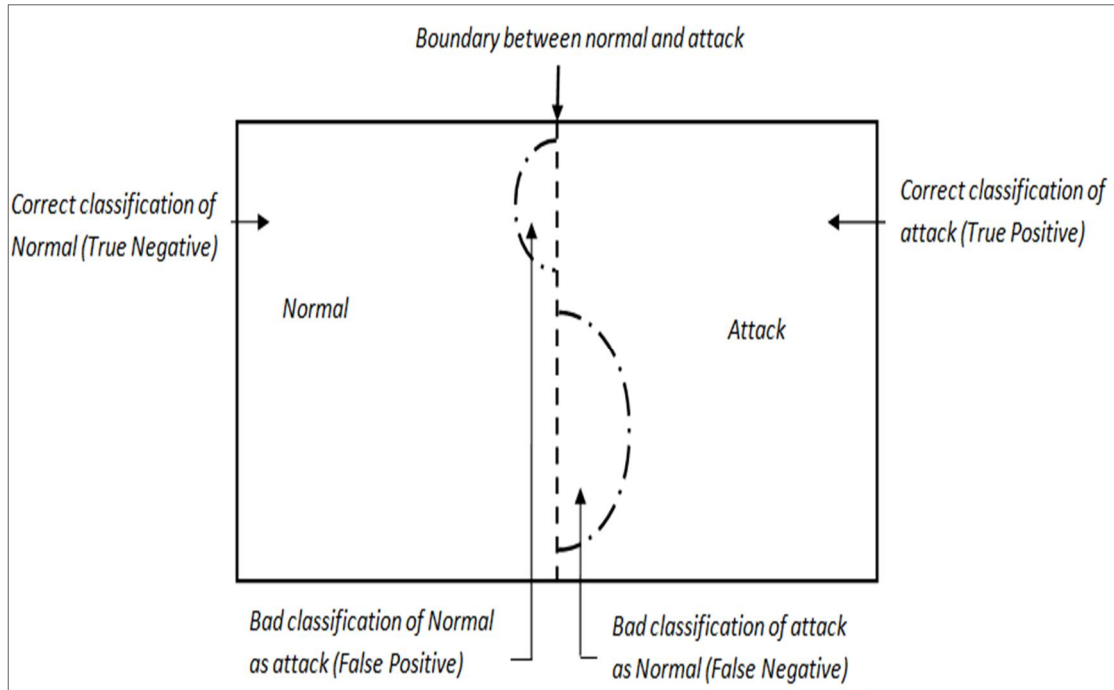 Boundary between normal and attack
Correct classification of
Normal (True Negative)
Correct classification of
attack (True Positive)
Normal
Attack
Bad classification of Normal
as attack (False Positive)
Bad classification of attack
as Normal (False Negative)